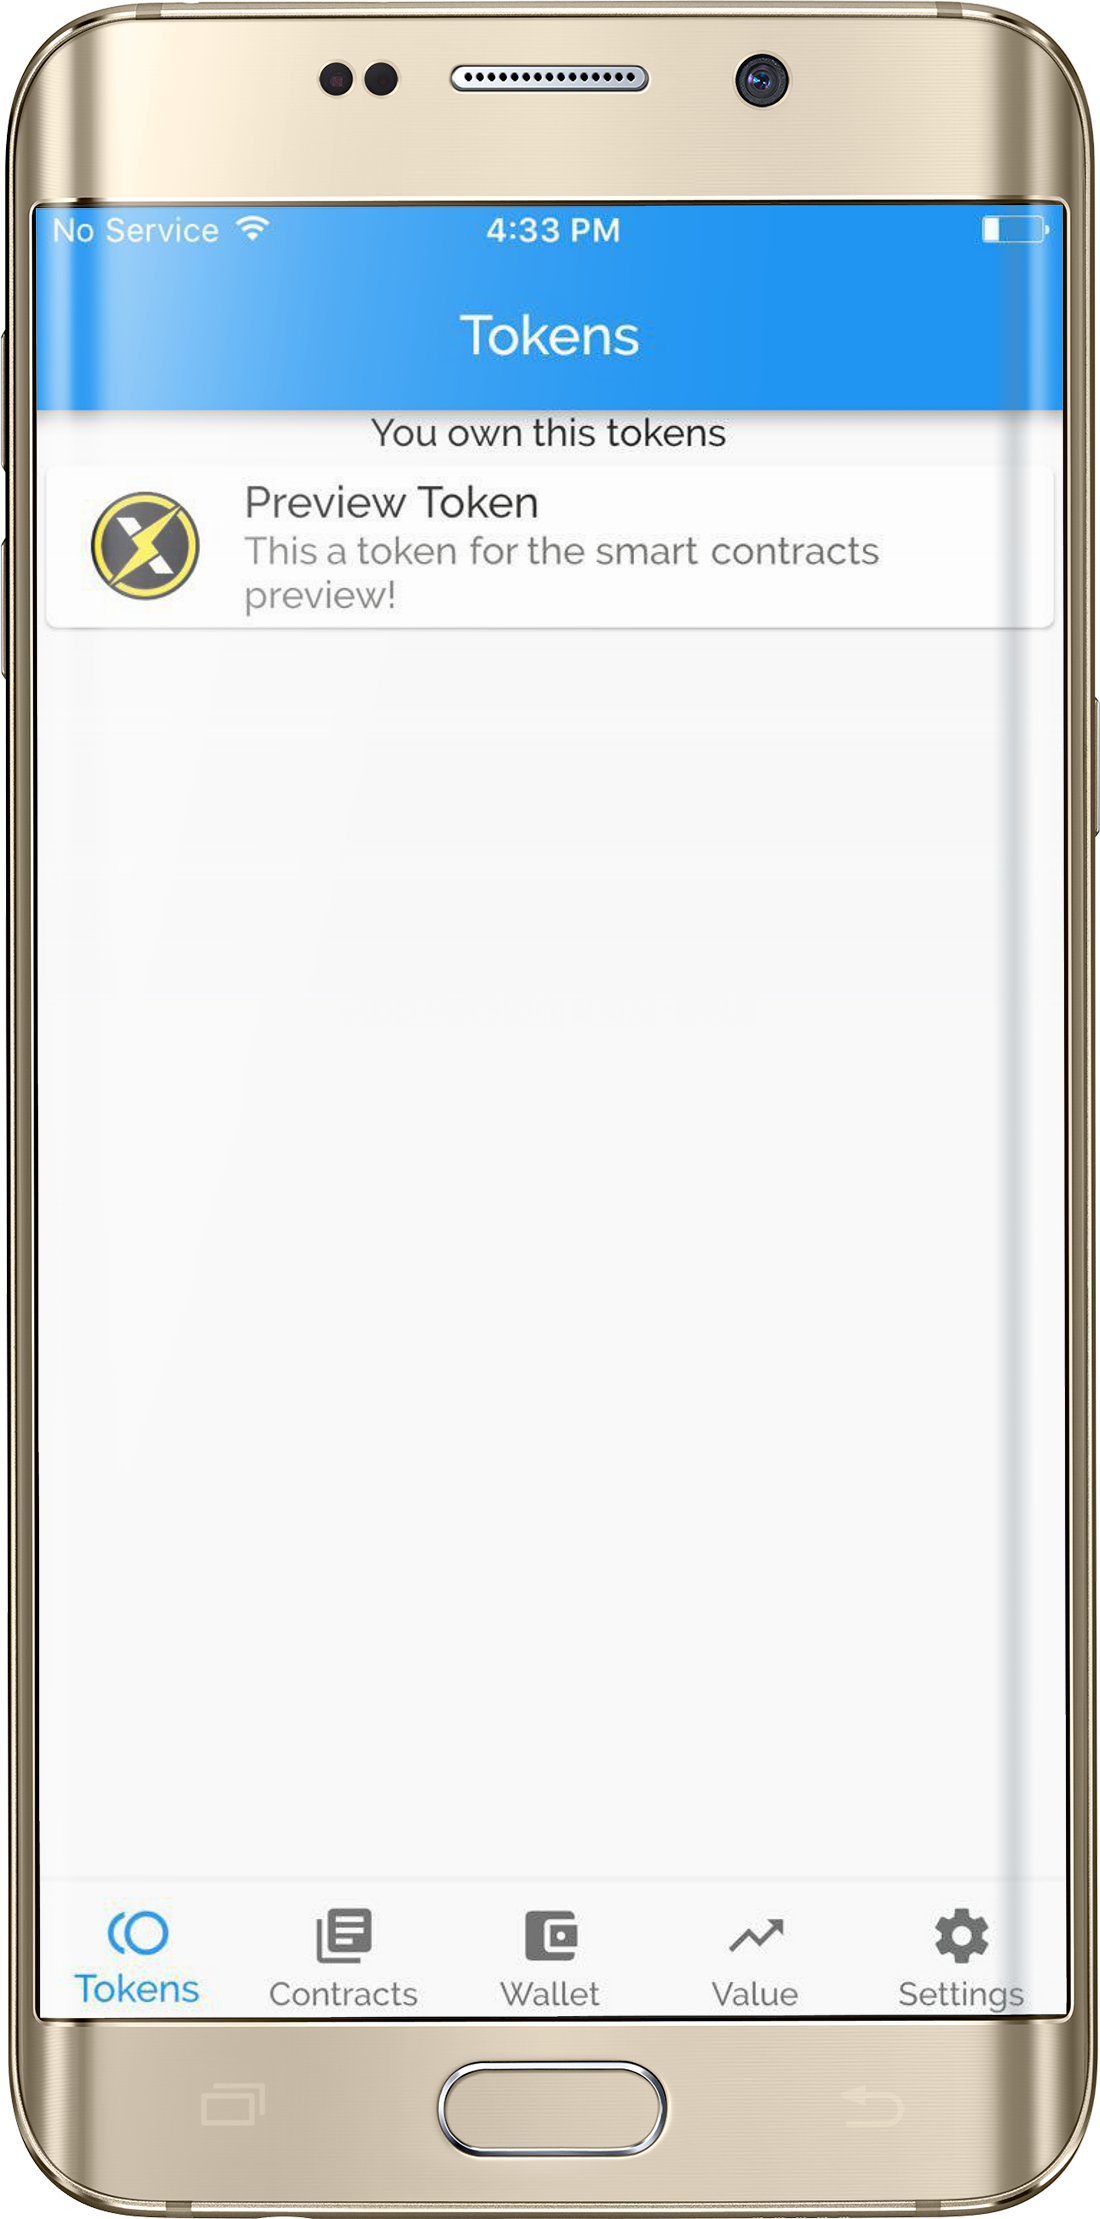 No Service
4:33 PM
Tokens
You own this tokens
Preview Token
This a token for the smart contracts
preview!
Tokens
Contracts
Wallet
Value
Settings